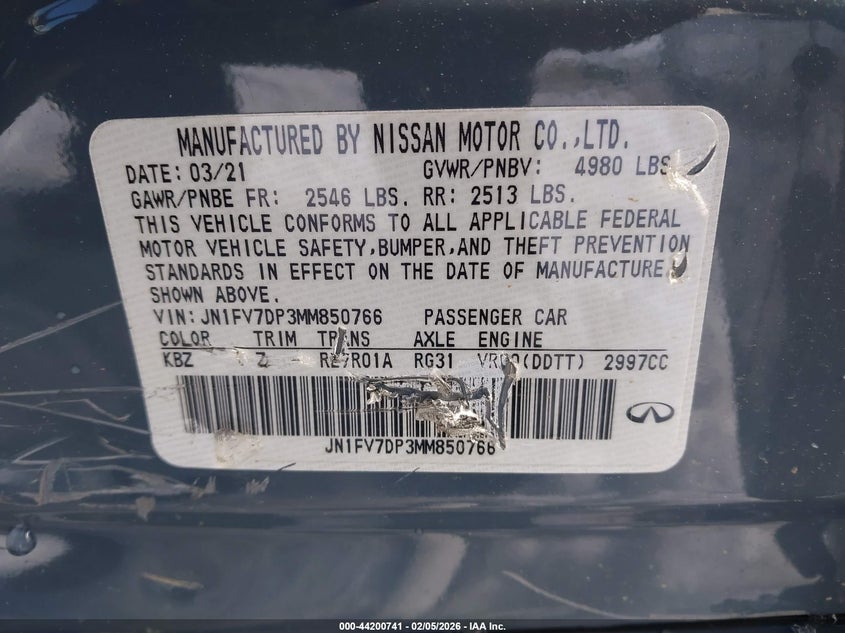 MANUFACTURED BY NISSAN MOTOR CO.,LTD.
DATE: 03/21 GVWR/PNBV: 4980 LBS
GAWR/PNBE FR: 2546 LBS. RR: 2513 LBS.
THIS VEHICLE CONFORMS TO ALL APPLICABLE FEDERAL
MOTOR VEHICLE SAFETY,BUMPER,AND THEFT PREVENTION
STANDARDS IN EFFECT ON THE DATE OF MANUFACTURE
SHOWN ABOVE.
VIN:JN1FV7DP3MM850766 PASSENGER CAR
COLOR TRIM TRANS AXLE ENGINE
KBZ Z RE7R01A RG31 (DDTT) 2997CC
JN1FV7DP3MM850766
000-44200741 - 02/05/2026 - IAA Inc.